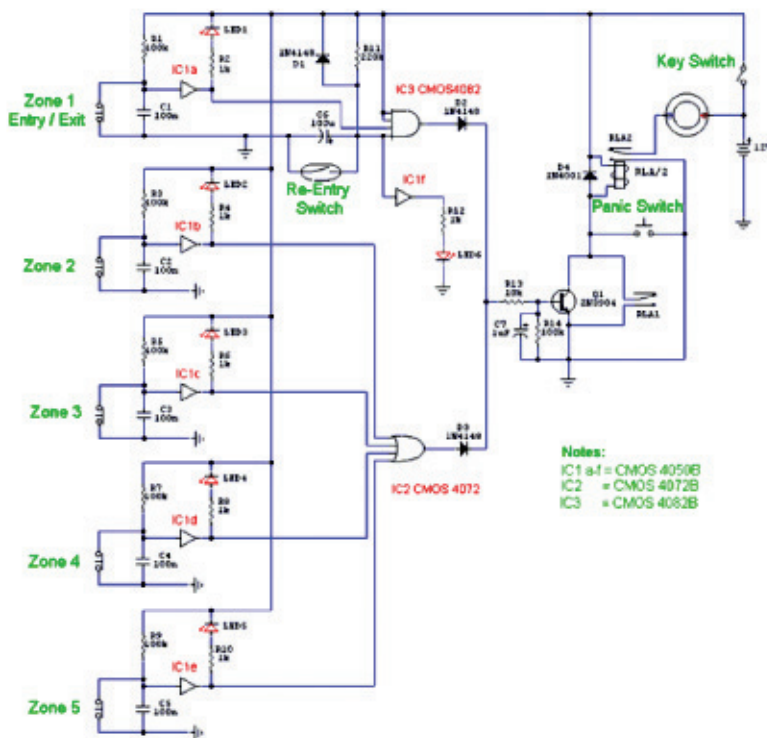 R1
100k
LED1
R2
1k
IC1a
C1
100n
Zone 1
Entry / Exit
1N4148
D1
R11
220k
IC3 CMOS4082
D2
1N4148
C6
100u
+
Re-Entry
Switch
IC1f
R12
1k
LED6
Key Switch
+
12V
RLA2
D4
1N4001
RLA/2
Panic Switch
R3
100k
LED2
R4
1k
IC1b
C2
100n
Zone 2
R13
10k
Q1
2N3904
C7
R14
100k
RLA1
R5
100k
LED3
R6
1k
IC1c
C3
100n
Zone 3
D3
1N4148
IC2 CMOS 4072
R7
100k
LED4
R8
1k
IC1d
C4
100n
Zone 4
R9
100k
LED5
R10
1k
IC1e
C5
100n
Zone 5
Notes:
IC1 a-f = CMOS 4050B
IC2 = CMOS 4072B
IC3 = CMOS 4082B